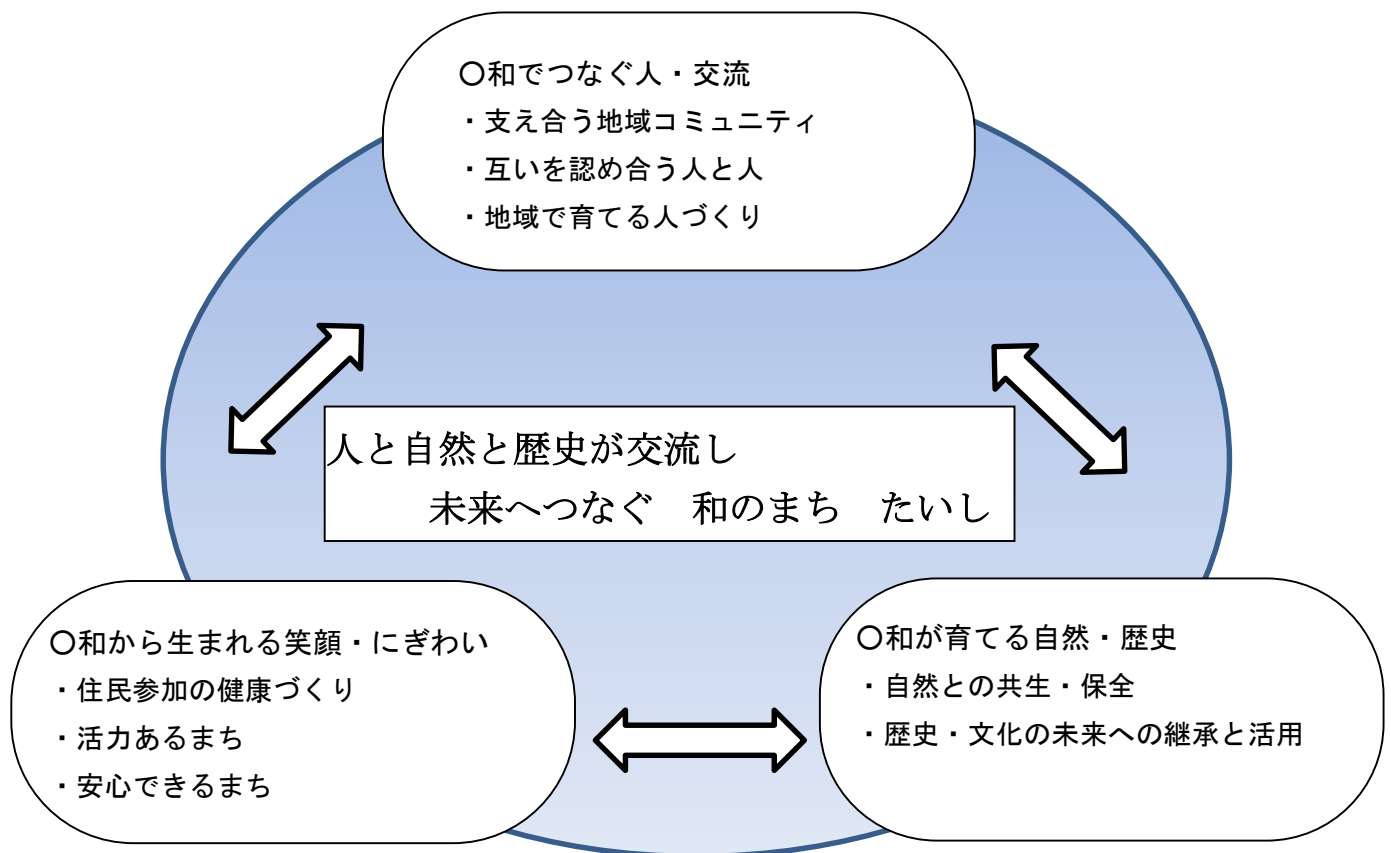 〇和でつなぐ人・交流
・支え合う地域コミュニティ
・互いを認め合う人と人
・地域で育てる人づくり
人と自然と歴史が交流し
未来へつなぐ　和のまち　たいし
〇和から生まれる笑顔・にぎわい
・住民参加の健康づくり
・活力あるまち
・安心できるまち
〇和が育てる自然・歴史
・自然との共生・保全
・歴史・文化の未来への継承と活用